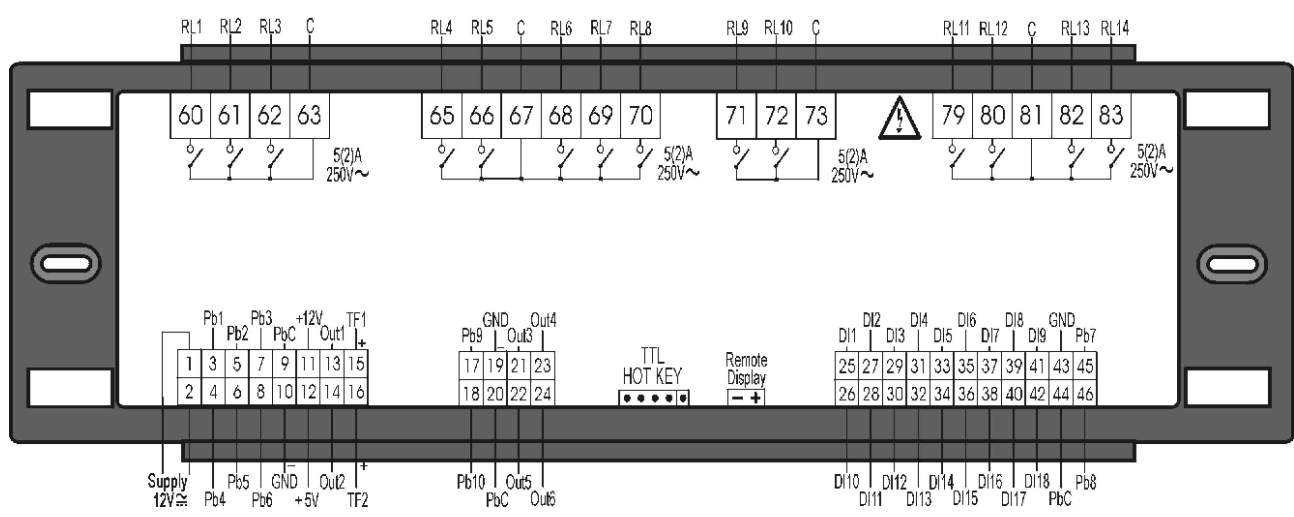 RL1 RL2 RL3 C RL4 RL5 C RL6 RL7 RL8 RL9 RL10 C RL11 RL12 C RL13 RL14
60 61 62 63 65 66 67 68 69 70 71 72 73 79 80 81 82 83
5(2)A 5(2)A 5(2)A 5(2)A
250V~ 250V~ 250V~ 250V~
Pb1 Pb3 +12V TF1 GND Out4 DI2 DI4 DI6 DI8 GND
Pb2 PbC Out1 + Pb9 – Out3 DI1 DI3 DI5 DI7 DI9 Pb7
1 3 5 7 9 11 13 15 17 19 21 23 TTL Remote 25 27 29 31 33 35 37 39 41 43 45
HOT KEY Display
2 4 6 8 10 12 14 16 18 20 22 24 – + 26 28 30 32 34 36 38 40 42 44 46
Supply Pb5 GND – Out2 + Pb10 Out5 DI10 DI12 DI14 DI16 DI18 Pb8
12V≂ Pb4 Pb6 +5V TF2 PbC Out6 DI11 DI13 DI15 DI17 PbC